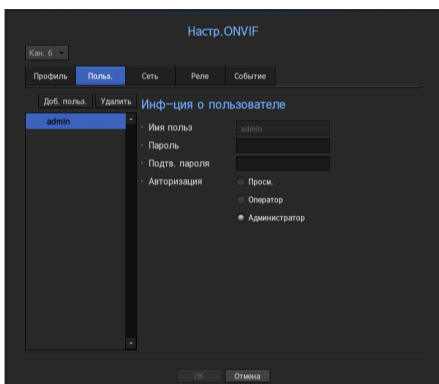 Настр.ONVIF
Кан. 6
Профиль Польз. Сеть Реле Событие
Доб. польз. Удалить
Инф-ция о пользователе
admin
Имя польз admin
Пароль
Подтв. пароля
Авторизация Просм.
Оператор
Администратор
OK Отмена